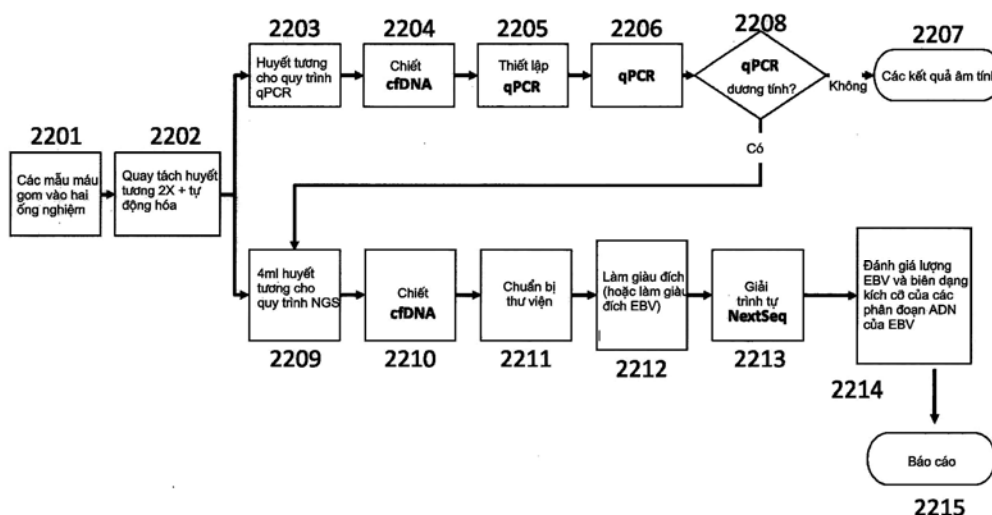 2203
2204
2205
2206
2208
2207
Huyết tương
cho quy trình
qPCR
Chiết
cfDNA
Thiết lập
qPCR
qPCR
qPCR
dương tính?
Không
Các kết quả âm tính
Có
2201
2202
Các mẫu máu
gom vào hai
ống nghiệm
Quay tách huyết
tương 2X + tự
động hóa
4ml huyết
tương cho
quy trình NGS
Chiết
cfDNA
Chuẩn bị
thư viện
Làm giàu đích
(hoặc làm giàu
đích EBV)
Giải
trình tự
NextSeq
Đánh giá lượng
EBV và biên dạng
kích cỡ của các
phân đoạn ADN
của EBV
2209
2210
2211
2212
2213
2214
Báo cáo
2215